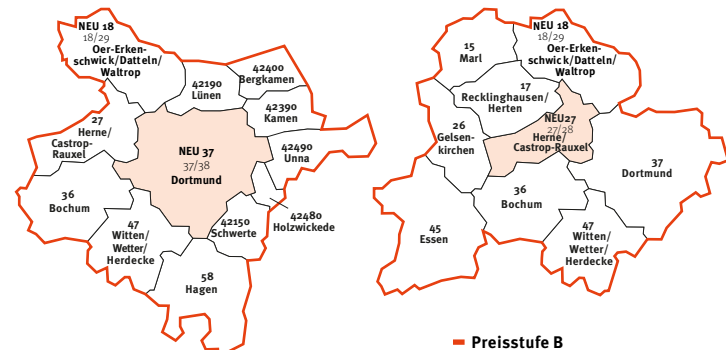 NEU 18
18/29
Oer-Erken-
schwick/Datteln/
Waltrop
42190
Lünen
42400
Bergkamen
42390
Kamen
27
Herne/
Castrop-
Rauxel
NEU 37
37/38
Dortmund
42490
Unna
36
Bochum
47
Witten/
Wetter/
Herdecke
42150
Schwerte
42480
Holzwickede
58
Hagen
NEU 18
18/29
Oer-Erken-
schwick/Datteln/
Waltrop
15
Marl
17
Recklinghausen/
Herten
26
Gelsen-
kirchen
NEU27
27/28
Herne/
Castrop-Rauxel
37
Dortmund
36
Bochum
45
Essen
47
Witten/
Wetter/
Herdecke
Preisstufe B